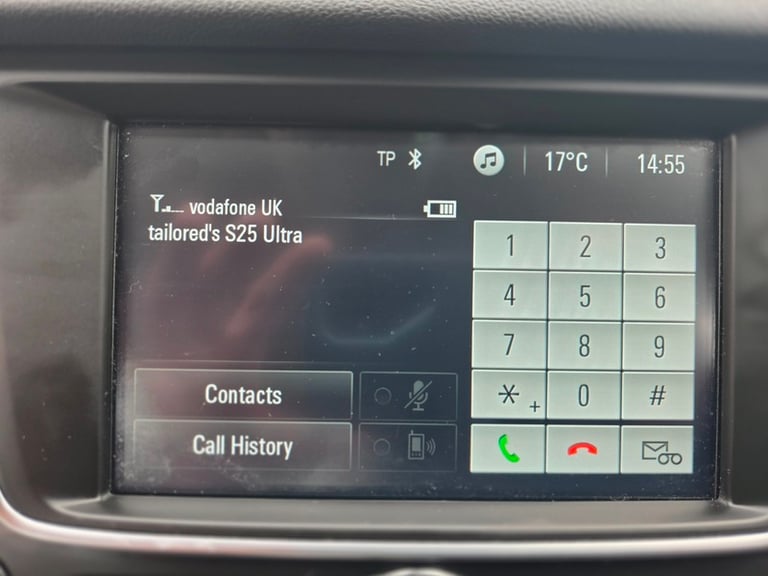 TP 17°C 14:55
vodafone UK
tailored's S25 Ultra
1 2 3
4 5 6
7 8 9
* + 0 #
Contacts
Call History